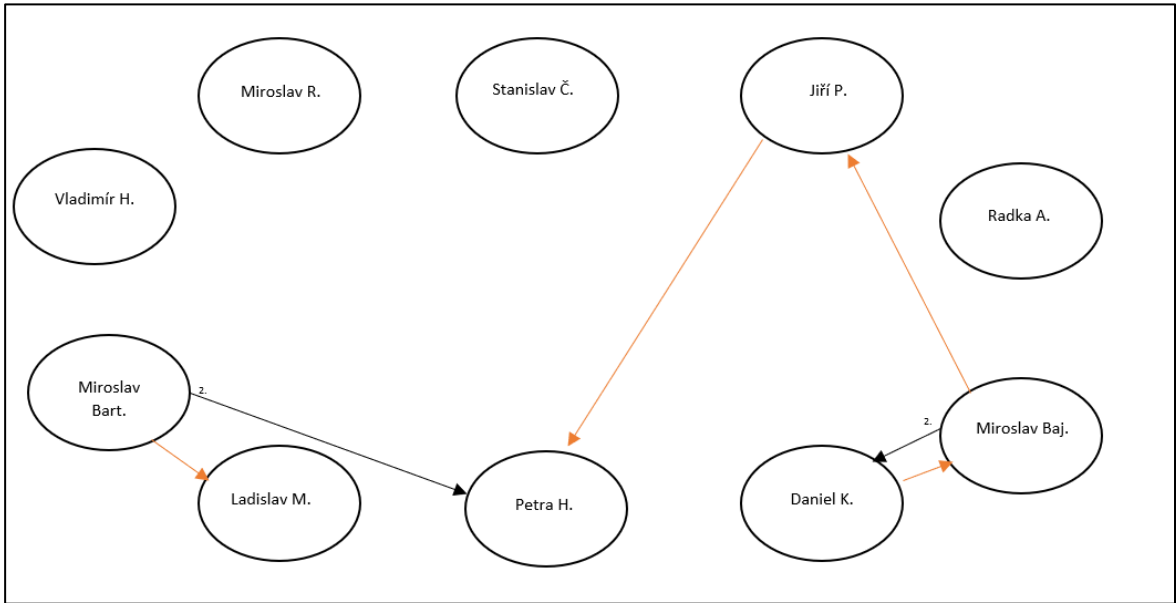 Miroslav R.
Stanislav Č.
Jiří P.
Vladimír H.
Radka A.
Miroslav
Bart.
2.
2.
Miroslav Baj.
Ladislav M.
Petra H.
Daniel K.